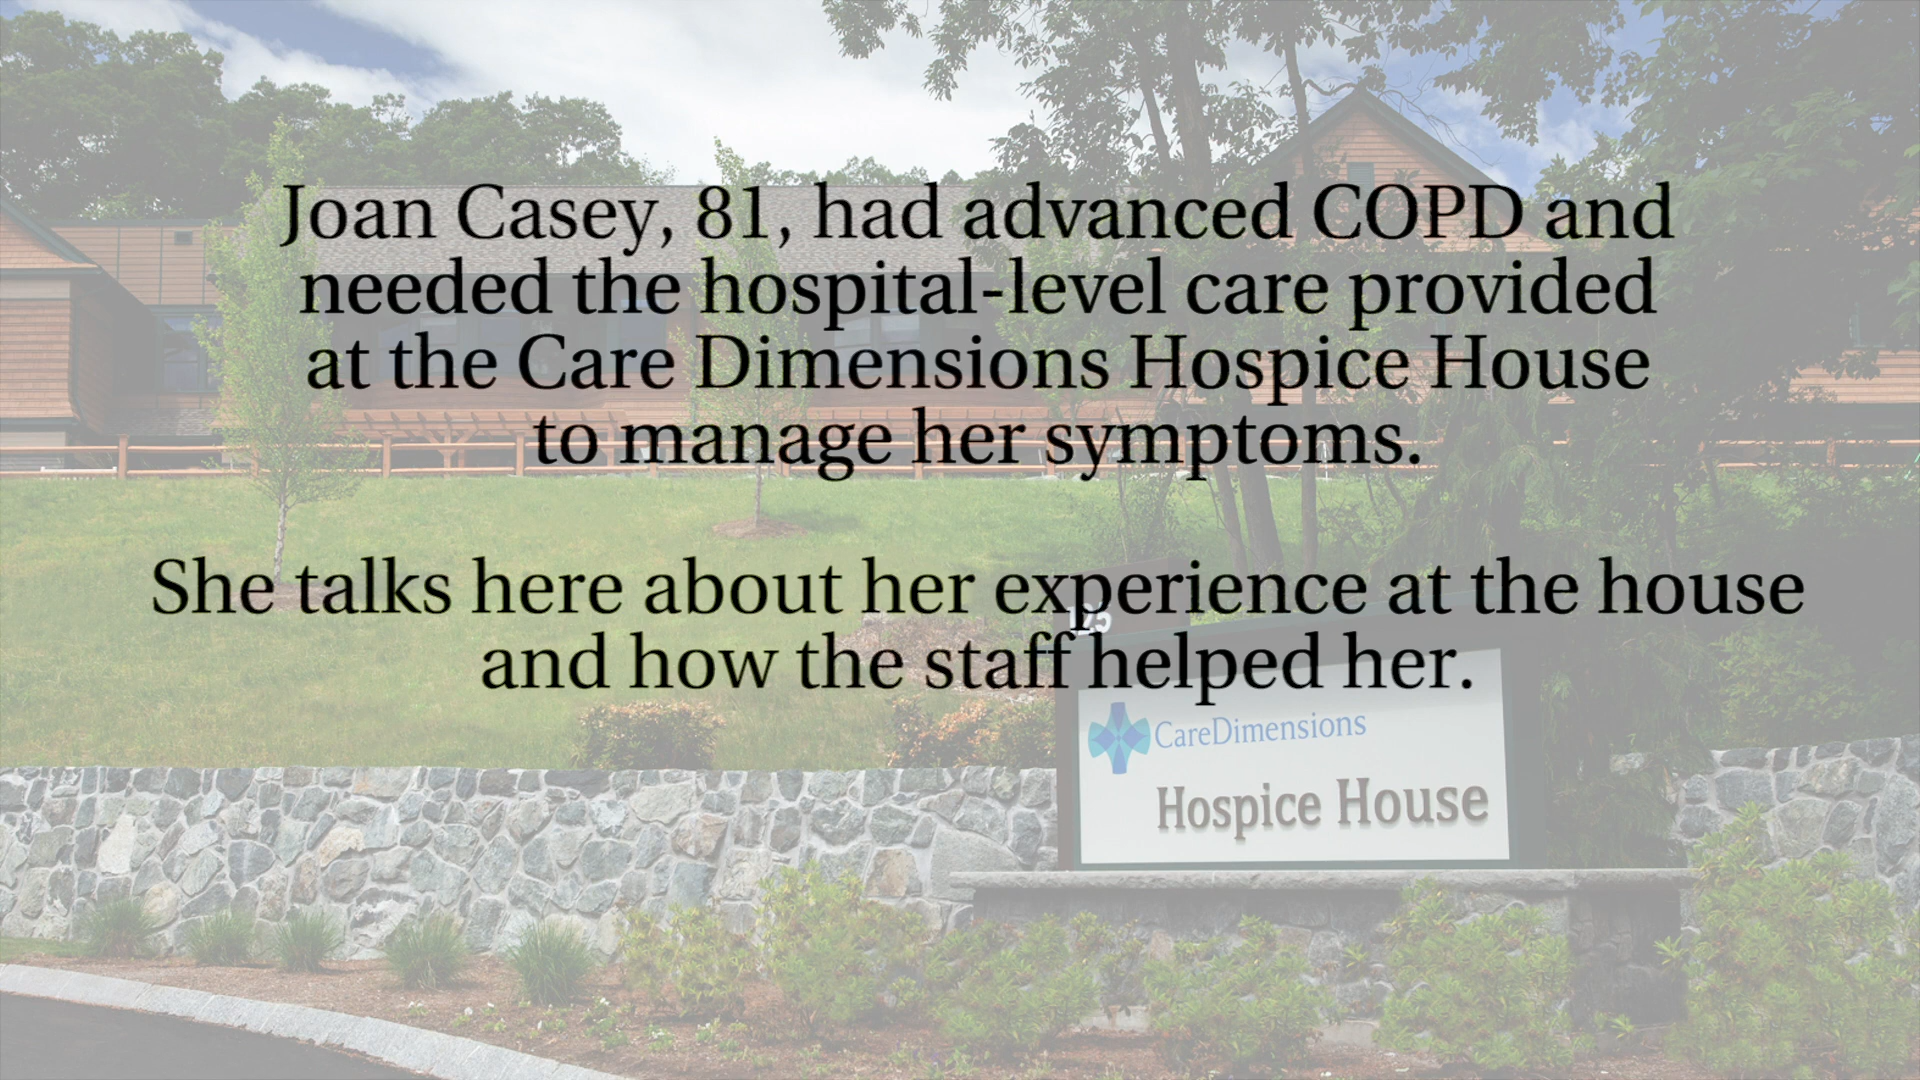 Joan Casey, 81, had advanced COPD and
needed the hospital-level care provided
at the Care Dimensions Hospice House
to manage her symptoms.
She talks here about her experience at the house
and how the staff helped her.
125
CareDimensions
Hospice House